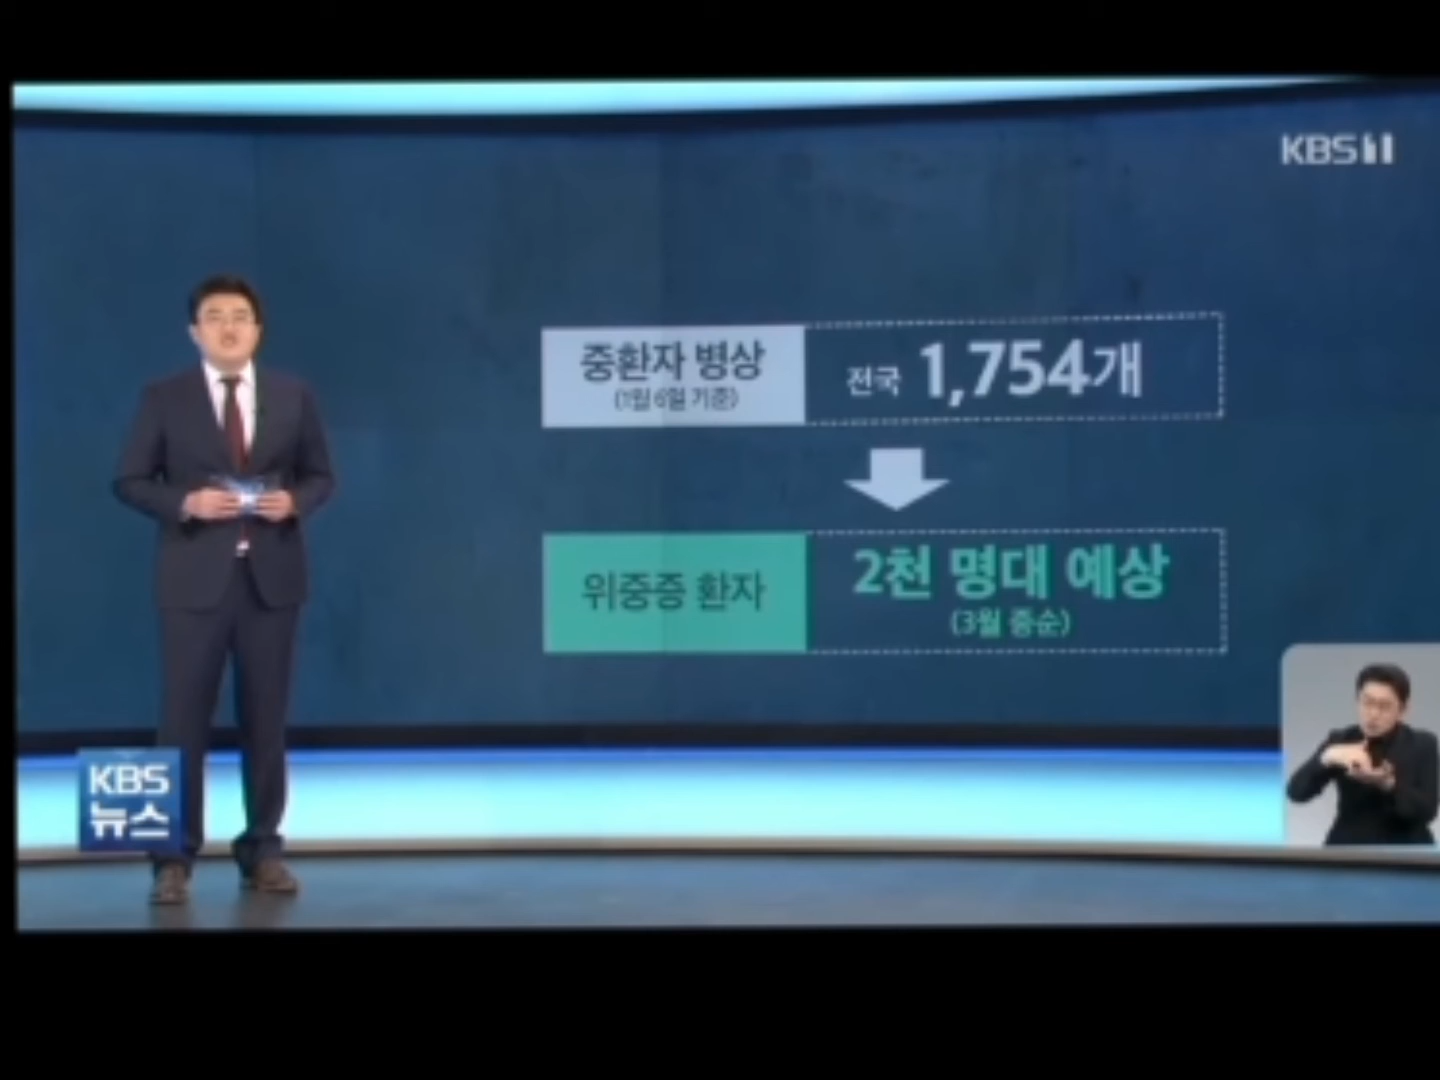 KBS 1
중환자 병상
(1월 6일 기준)
전국 1,754개
위중증 환자
2천 명대 예상
(3월 중순)
KBS
뉴스